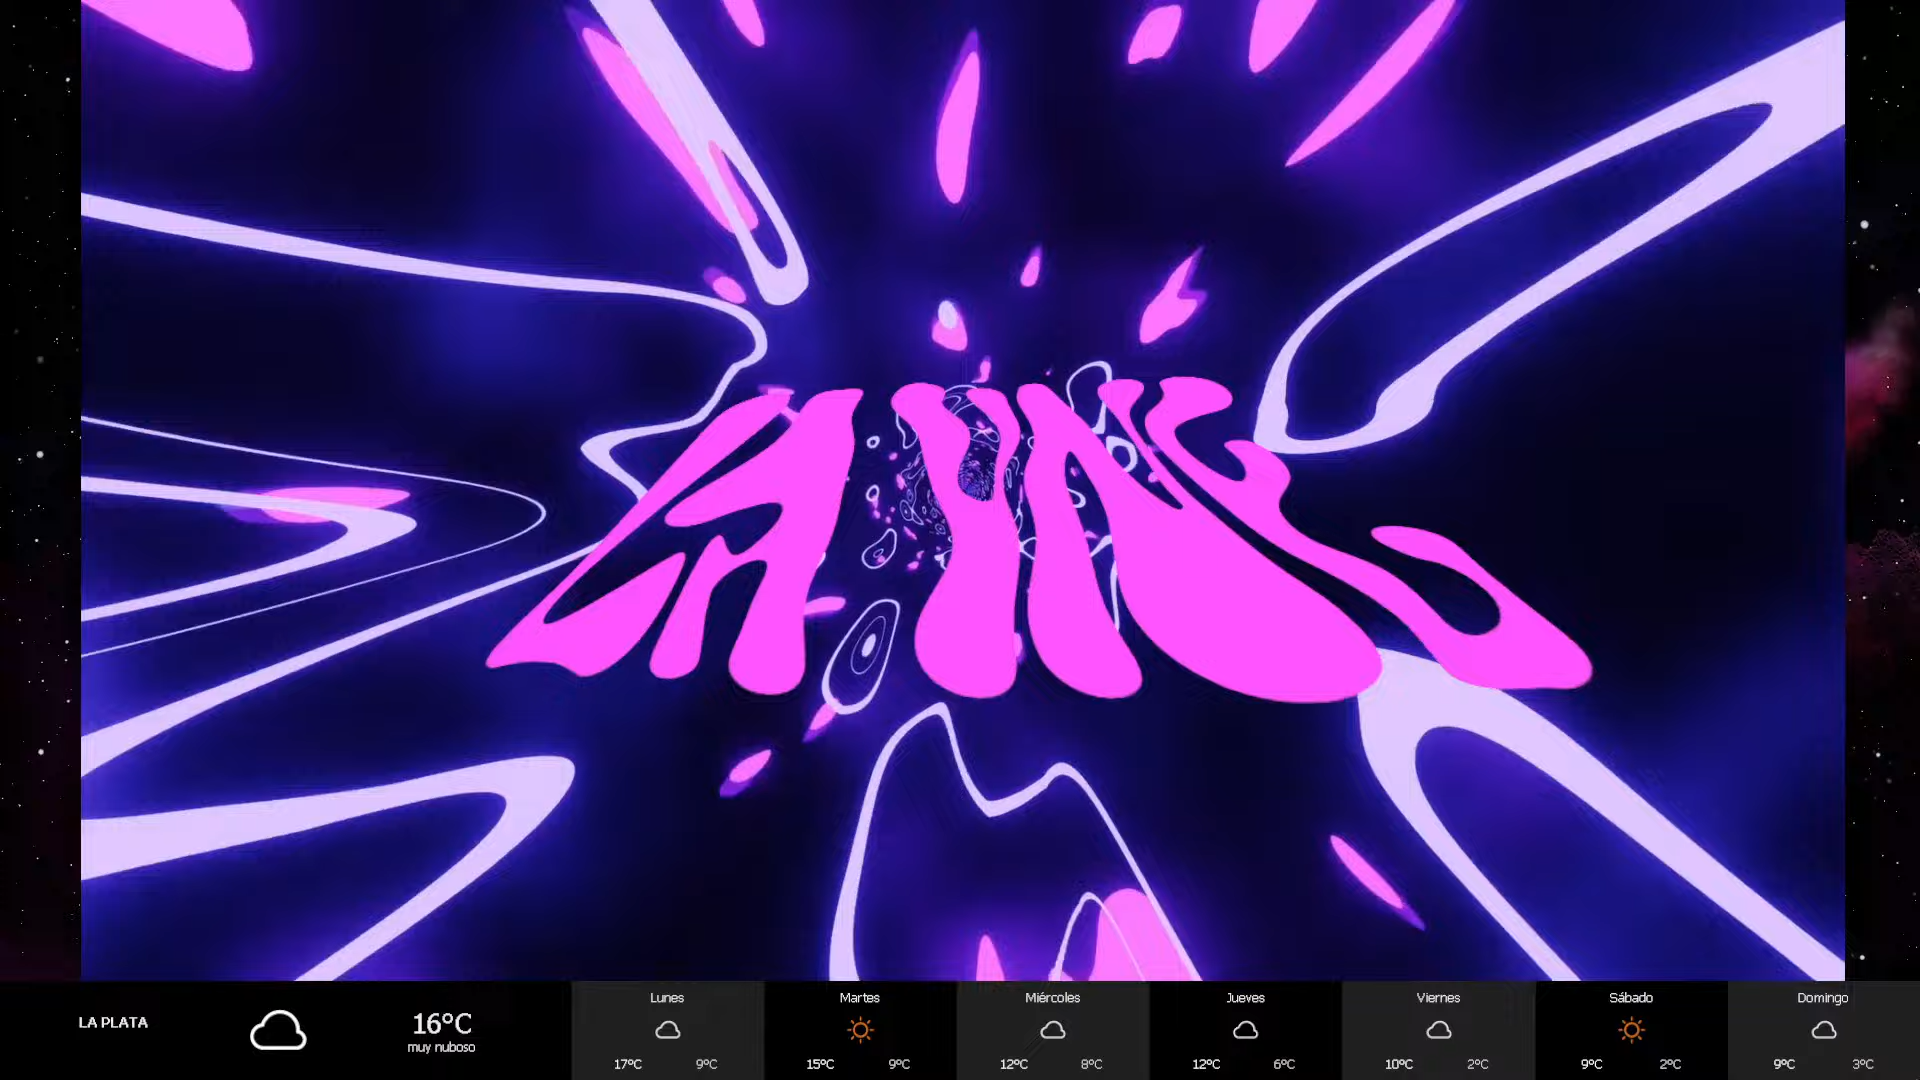 LA PLATA
16°C
muy nuboso
Lunes
17°C 9°C
Martes
15°C 9°C
Miércoles
12°C 8°C
Jueves
12°C 6°C
Viernes
10°C 2°C
Sábado
9°C 2°C
Domingo
9°C 3°C